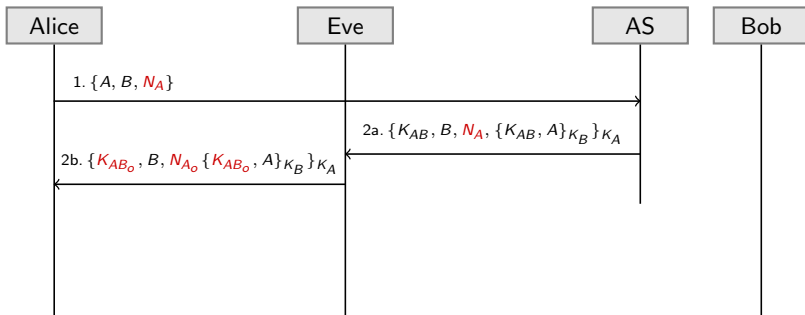 Alice Eve AS Bob
1. {A, B, N_A}
2a. {K_AB, B, N_A, {K_AB, A}_K_B}_K_A
2b. {K_AB_o, B, N_A_o {K_AB_o, A}_K_B}_K_A